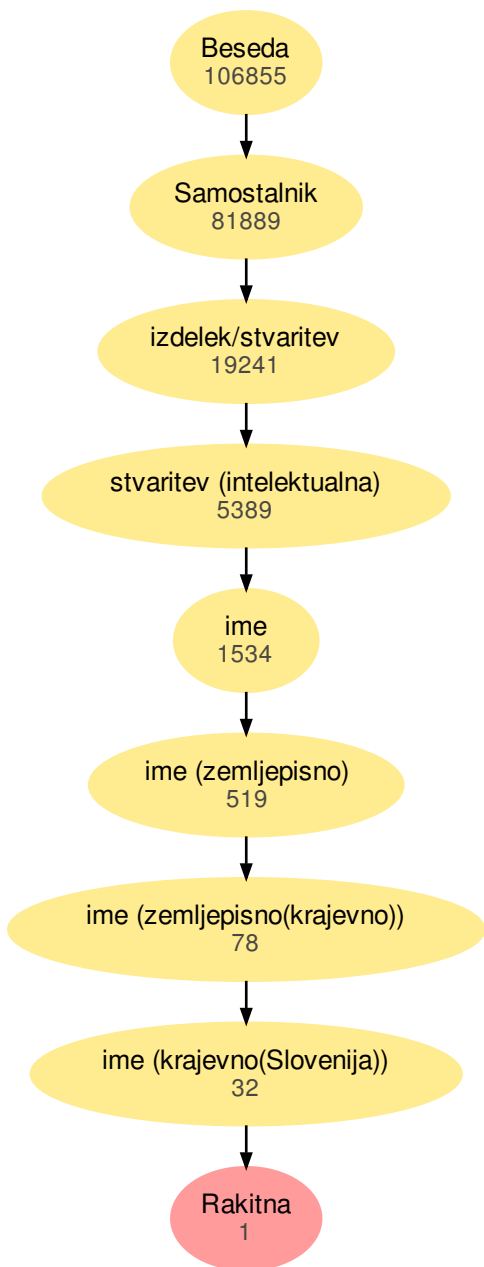 Beseda
106855
Samostalnik
81889
izdelek/stvaritev
19241
stvaritev (intelektualna)
5389
ime
1534
ime (zemljepisno)
519
ime (zemljepisno(krajevno))
78
ime (krajevno(Slovenija))
32
Rakitna
1